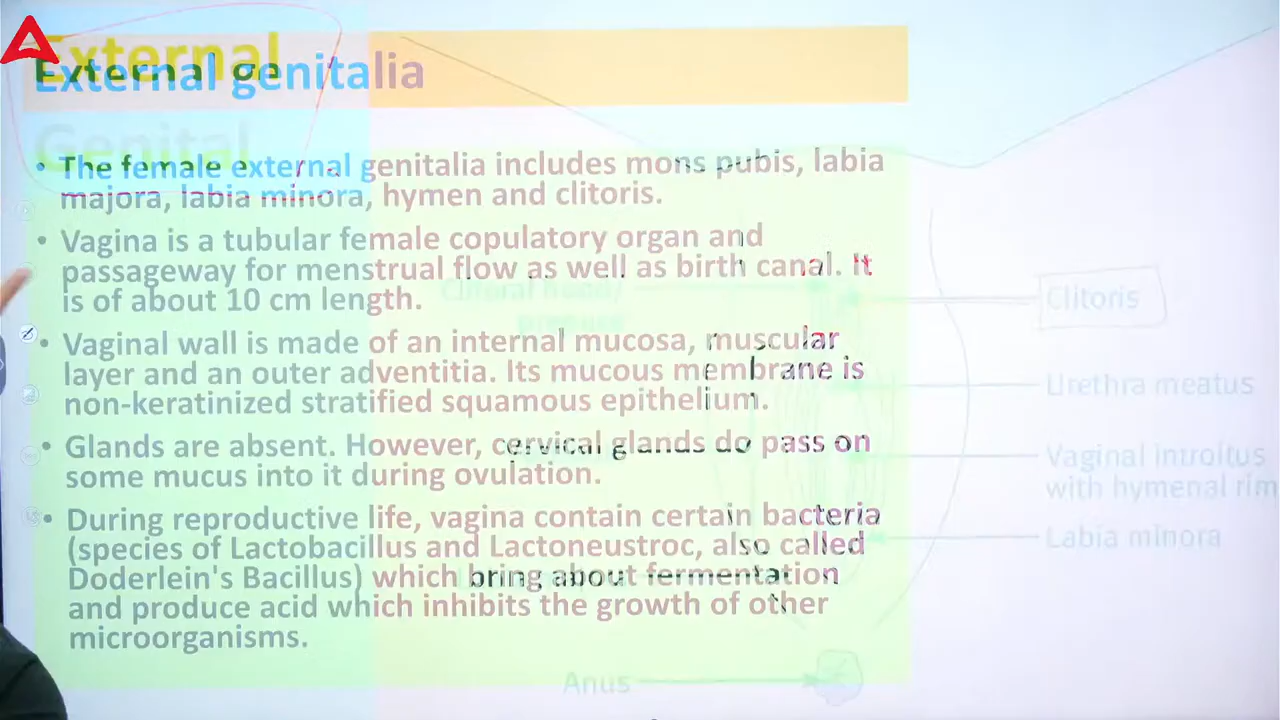 External
External genitalia
Genital
• The female external genitalia includes mons pubis, labia
majora, labia minora, hymen and clitoris.
• Vagina is a tubular female copulatory organ and
passageway for menstrual flow as well as birth canal. It
is of about 10 cm length.
Clitoral hood/
prepuce
Clitoris
• Vaginal wall is made of an internal mucosa, muscular
layer and an outer adventitia. Its mucous membrane is
non-keratinized stratified squamous epithelium.
Urethra meatus
• Glands are absent. However, cervical glands do pass on
some mucus into it during ovulation.
Vaginal introitus
with hymenal rim
• During reproductive life, vagina contain certain bacteria
(species of Lactobacillus and Lactoneustroc, also called
Doderlein's Bacillus) which bring about fermentation
and produce acid which inhibits the growth of other
microorganisms.
Labia minora
Anus